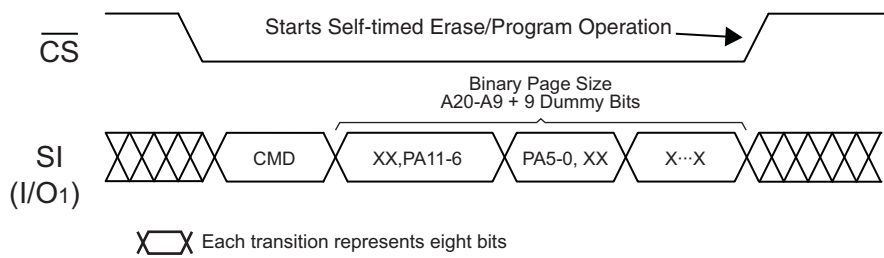 Starts Self-timed Erase/Program Operation
CS
Binary Page Size
A20-A9 + 9 Dummy Bits
SI
(I/O1)
CMD
XX,PA11-6
PA5-0, XX
X···X
Each transition represents eight bits